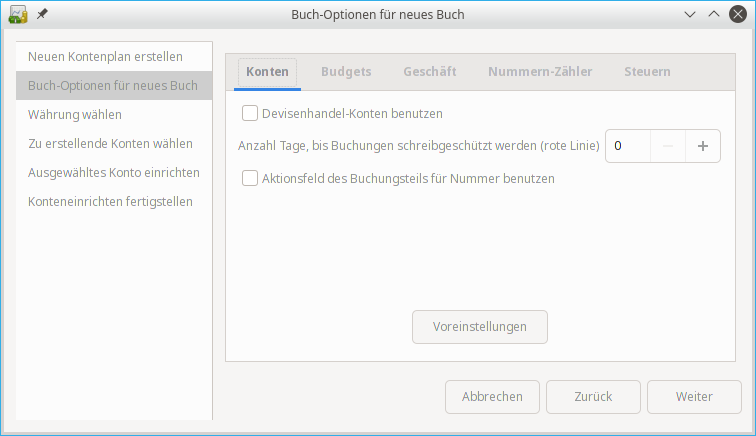 Buch-Optionen für neues Buch
Neuen Kontenplan erstellen
Buch-Optionen für neues Buch
Währung wählen
Zu erstellende Konten wählen
Ausgewähltes Konto einrichten
Konteneinrichten fertigstellen
Konten Budgets Geschäft Nummern-Zähler Steuern
Devisenhandel-Konten benutzen
Anzahl Tage, bis Buchungen schreibgeschützt werden (rote Linie) 0 − +
Aktionsfeld des Buchungsteils für Nummer benutzen
Voreinstellungen
Abbrechen Zurück Weiter